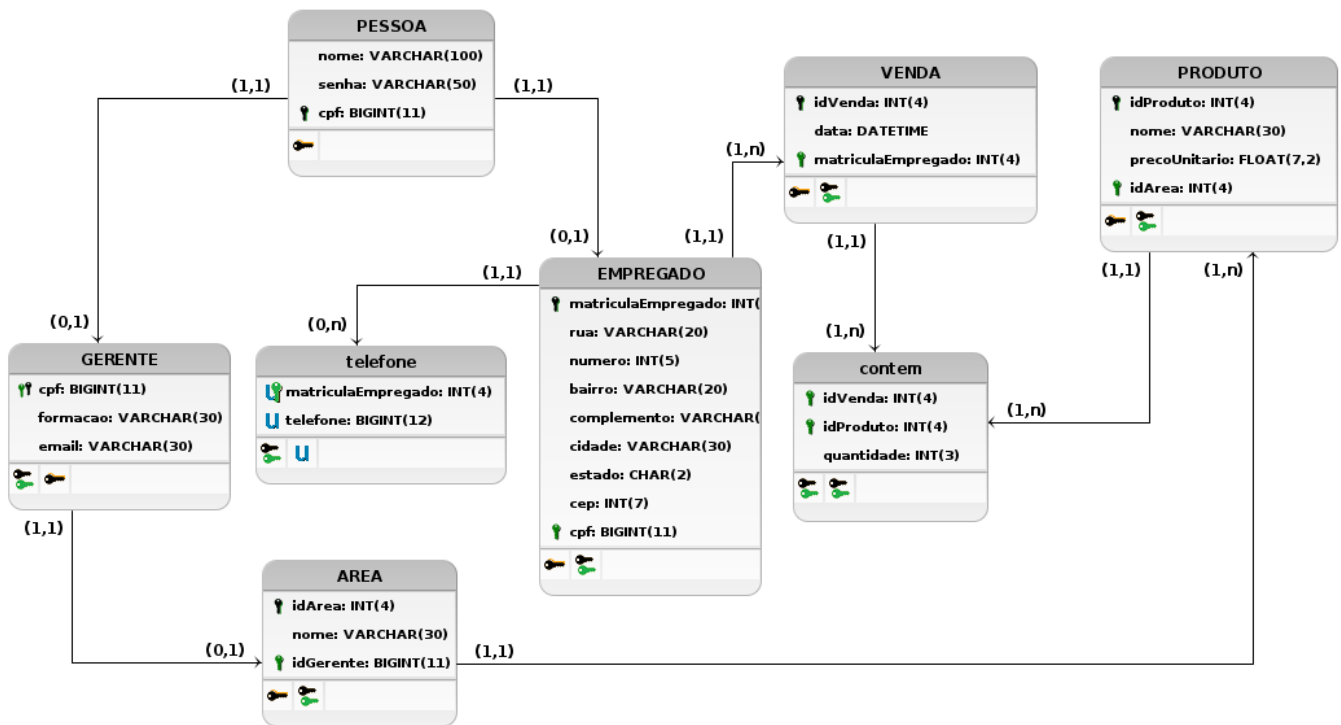 PESSOA
nome: VARCHAR(100)
senha: VARCHAR(50)
cpf: BIGINT(11)
(1,1)
(1,1)
(0,1)
(0,1)
VENDA
idVenda: INT(4)
data: DATETIME
matriculaEmpregado: INT(4)
(1,n)
(1,1)
(1,1)
(1,n)
PRODUTO
idProduto: INT(4)
nome: VARCHAR(30)
precoUnitario: FLOAT(7,2)
idArea: INT(4)
(1,1)
(1,n)
(1,n)
EMPREGADO
matriculaEmpregado: INT(
rua: VARCHAR(20)
numero: INT(5)
bairro: VARCHAR(20)
complemento: VARCHAR(
cidade: VARCHAR(30)
estado: CHAR(2)
cep: INT(7)
cpf: BIGINT(11)
(1,1)
(0,n)
GERENTE
cpf: BIGINT(11)
formacao: VARCHAR(30)
email: VARCHAR(30)
(1,1)
(0,1)
telefone
U matriculaEmpregado: INT(4)
U telefone: BIGINT(12)
U
contem
idVenda: INT(4)
idProduto: INT(4)
quantidade: INT(3)
AREA
idArea: INT(4)
nome: VARCHAR(30)
idGerente: BIGINT(11)
(1,1)